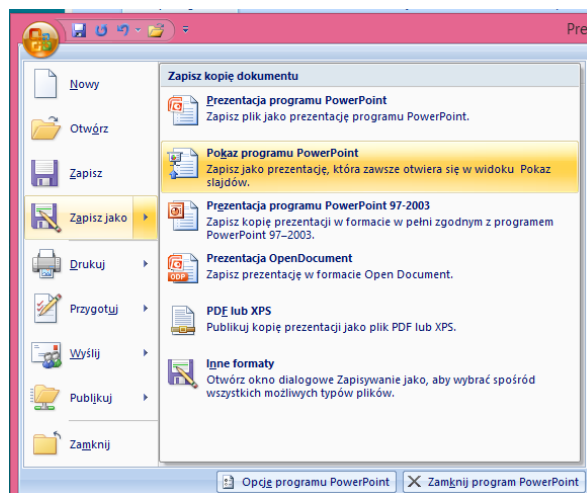 Pre
Nowy
Otwórz
Zapisz
Zapisz jako
Drukuj
Przygotuj
Wyślij
Publikuj
Zamknij
Zapisz kopię dokumentu
Prezentacja programu PowerPoint
Zapisz plik jako prezentację programu PowerPoint.
Pokaz programu PowerPoint
Zapisz jako prezentację, która zawsze otwiera się w widoku Pokaz
slajdów.
Prezentacja programu PowerPoint 97-2003
Zapisz kopię prezentacji w formacie w pełni zgodnym z programem
PowerPoint 97–2003.
Prezentacja OpenDocument
Zapisz prezentację w formacie Open Document.
ODP
PDF lub XPS
Publikuj kopię prezentacji jako plik PDF lub XPS.
Inne formaty
Otwórz okno dialogowe Zapisywanie jako, aby wybrać spośród
wszystkich możliwych typów plików.
Opcje programu PowerPoint
Zamknij program PowerPoint